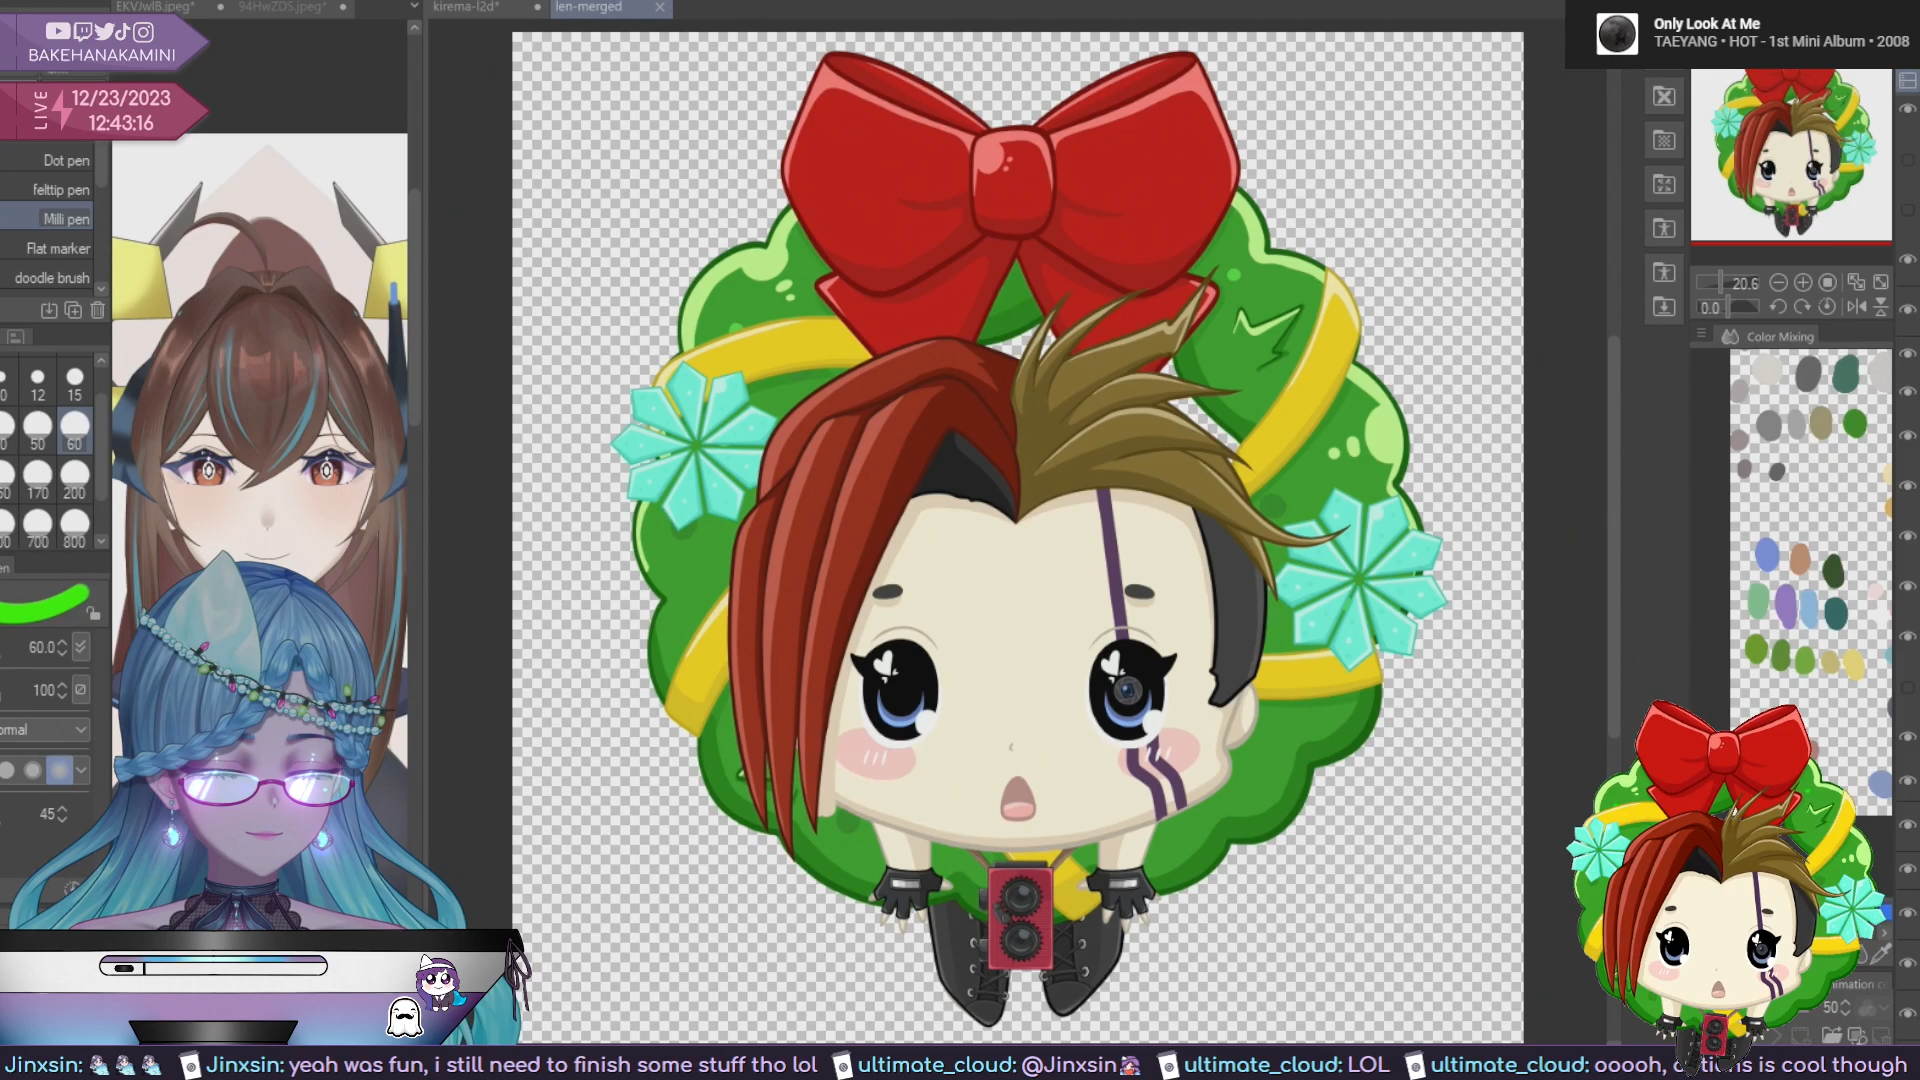 EKVJwlB.jpeg*
94HwZDS.jpeg*
kirema-l2d*
len-merged
Only Look At Me
TAEYANG • HOT - 1st Mini Album • 2008
BAKEHANAKAMINI
LIVE
12/23/2023
12:43:16
Dot pen
felttip pen
Milli pen
Flat marker
doodle brush
12
15
50
60
170
200
700
800
60.0
100
45
20.6
0.0
Color Mixing
50
Jinxsin:
Jinxsin: yeah was fun, i still need to finish some stuff tho lol
ultimate_cloud: @Jinxsin
ultimate_cloud: LOL
ultimate_cloud: ooooh,
is cool though